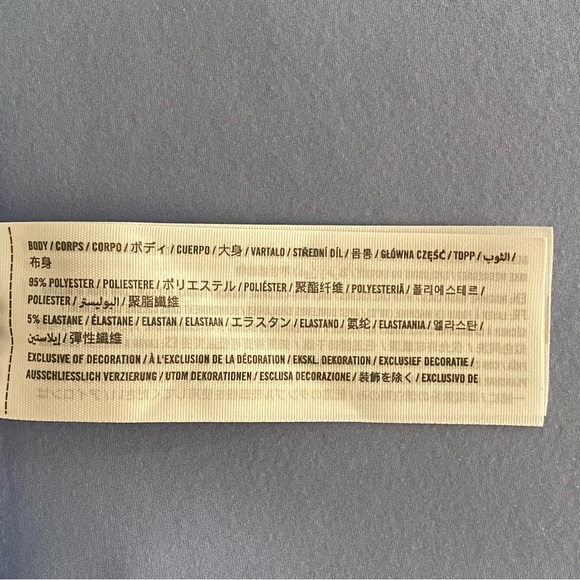 BODY / CORPS / CORPO / ボディ / CUERPO / 大身 / VARTALO / STŘEDNÍ DÍL / 몸통 / GŁÓWNA CZĘŚĆ / TOPP / الثوب /
布身
95% POLYESTER / POLIESTERE / ポリエステル / POLIÉSTER / 聚酯纤维 / POLYESTERIÄ / 폴리에스테르 /
POLIESTER / البوليستر / 聚脂纖維
5% ELASTANE / ÉLASTANE / ELASTAN / ELASTAAN / エラスタン / ELASTANO / 氨纶 / ELASTAANIA / 엘라스탄 /
إيلاستين / 彈性纖維
EXCLUSIVE OF DECORATION / À L'EXCLUSION DE LA DÉCORATION / EKSKL. DEKORATION / EXCLUSIEF DECORATIE /
AUSSCHLIESSLICH VERZIERUNG / UTOM DEKORATIONEN / ESCLUSA DECORAZIONE / 装飾を除く / EXCLUSIVO DE